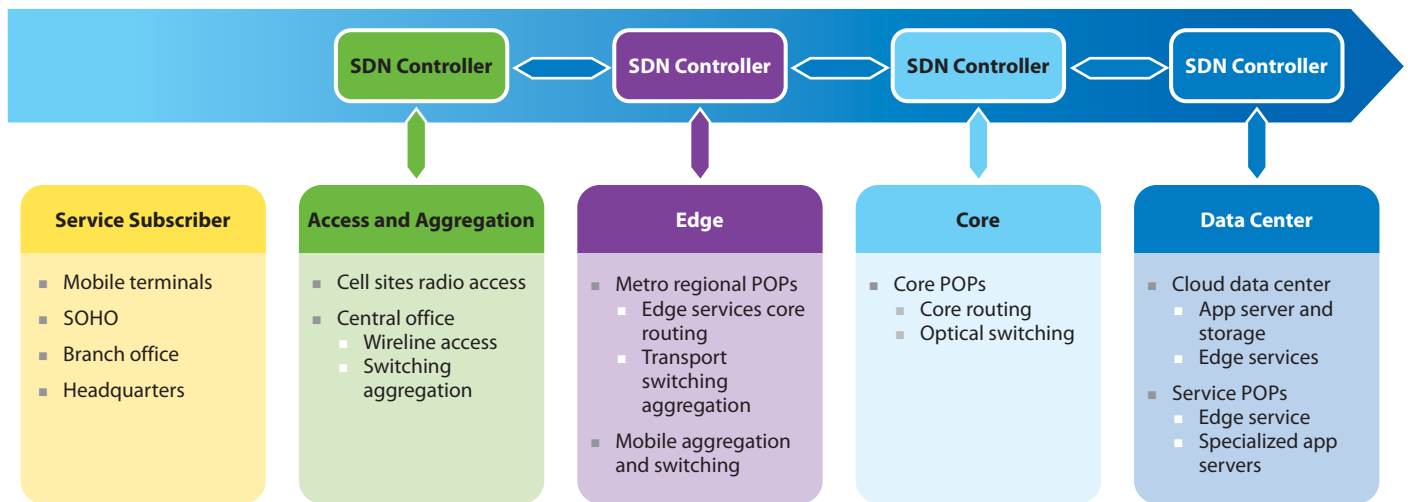 SDN Controller
SDN Controller
SDN Controller
SDN Controller
Service Subscriber
Mobile terminals
SOHO
Branch office
Headquarters
Access and Aggregation
Cell sites radio access
Central office
Wireline access
Switching
aggregation
Edge
Metro regional POPs
Edge services core
routing
Transport
switching
aggregation
Mobile aggregation
and switching
Core
Core POPs
Core routing
Optical switching
Data Center
Cloud data center
App server and
storage
Edge services
Service POPs
Edge service
Specialized app
servers